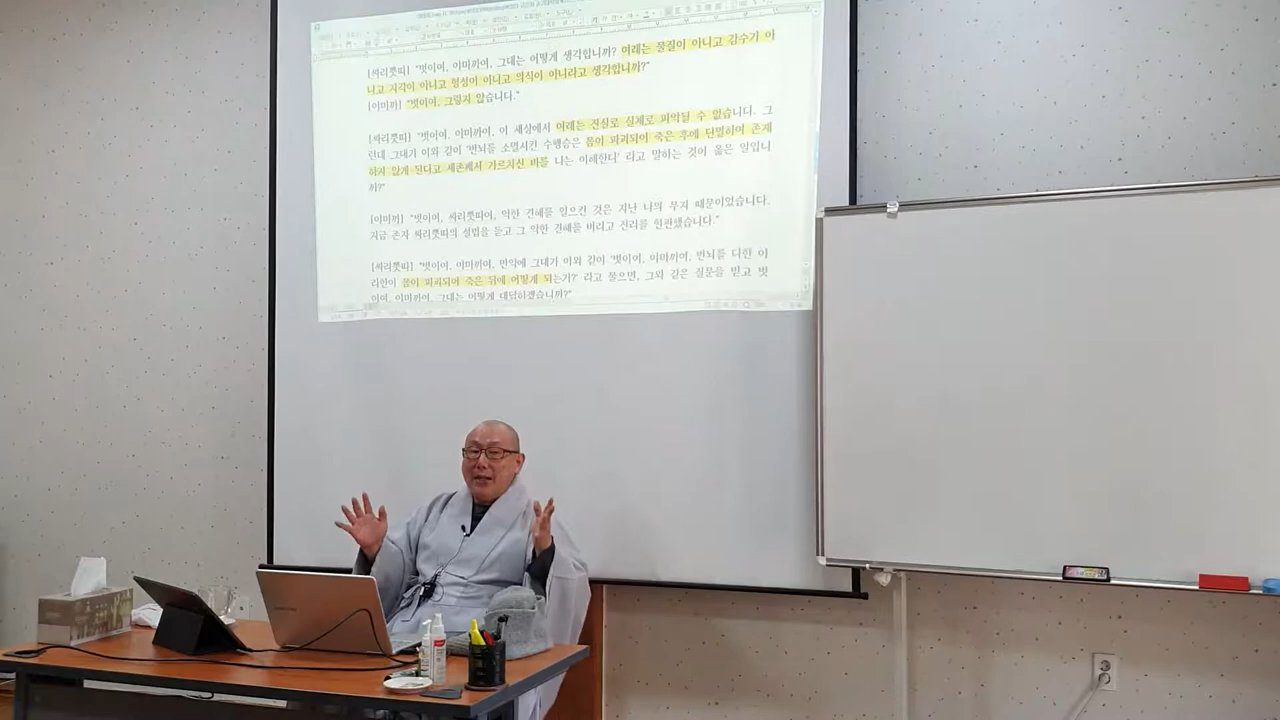 [싸리뿟따] "벗이여, 이마까여, 그대는 어떻게 생각합니까? 여래는 물질이 아니고 감수가 아
니고 지각이 아니고 형성이 아니고 의식이 아니라고 생각합니까?"
[이마까] "벗이여, 그렇지 않습니다."
[싸리뿟따] "벗이여, 이마까여, 이 세상에서 여래는 진실로 실제로 파악될 수 없습니다. 그
런데 그대가 이와 같이 '번뇌를 소멸시킨 수행승은 몸이 파괴되어 죽은 후에 단멸하여 존재
하지 않게 된다고 세존께서 가르치신 바를 나는 이해한다' 라고 말하는 것이 옳은 일입니
까?"
[이마까] "벗이여, 싸리뿟따여, 악한 견해를 일으킨 것은 지난 나의 무지 때문이었습니다.
지금 존자 싸리뿟따의 설법을 듣고 그 악한 견해를 버리고 진리를 현관했습니다."
[싸리뿟따] "벗이여, 이마까여, 만약에 그대가 이와 같이 '벗이여, 이마까여, 번뇌를 다한 아
라한이 몸이 파괴되어 죽은 뒤에 어떻게 되는가?' 라고 물으면, 그와 같은 질문을 받고 벗
이여, 이마까여, 그대는 어떻게 대답하겠습니까?"